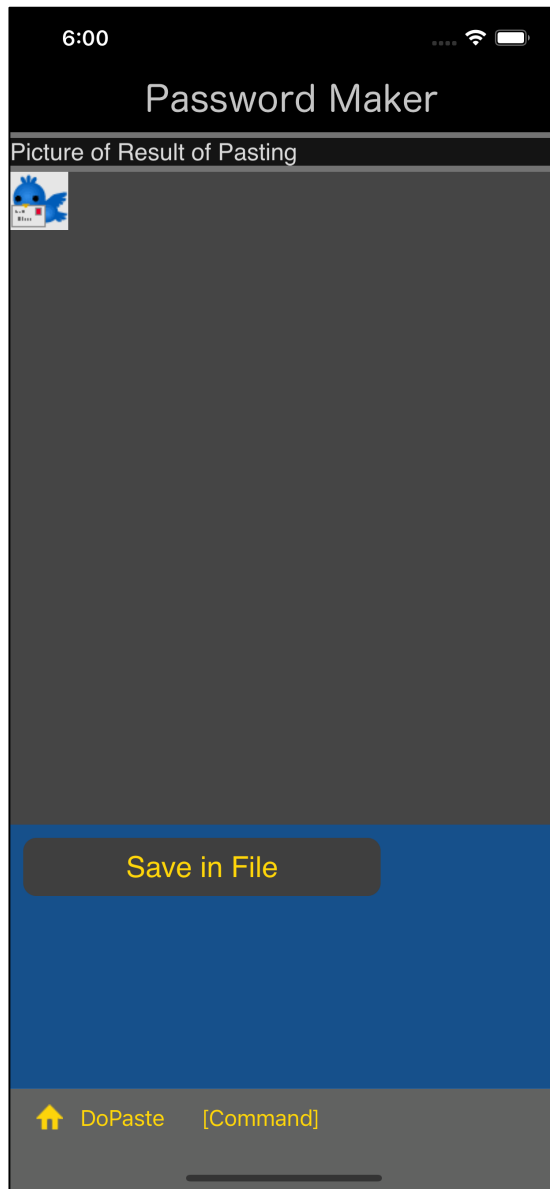 6:00
Password Maker
Picture of Result of Pasting
Save in File
DoPaste [Command]